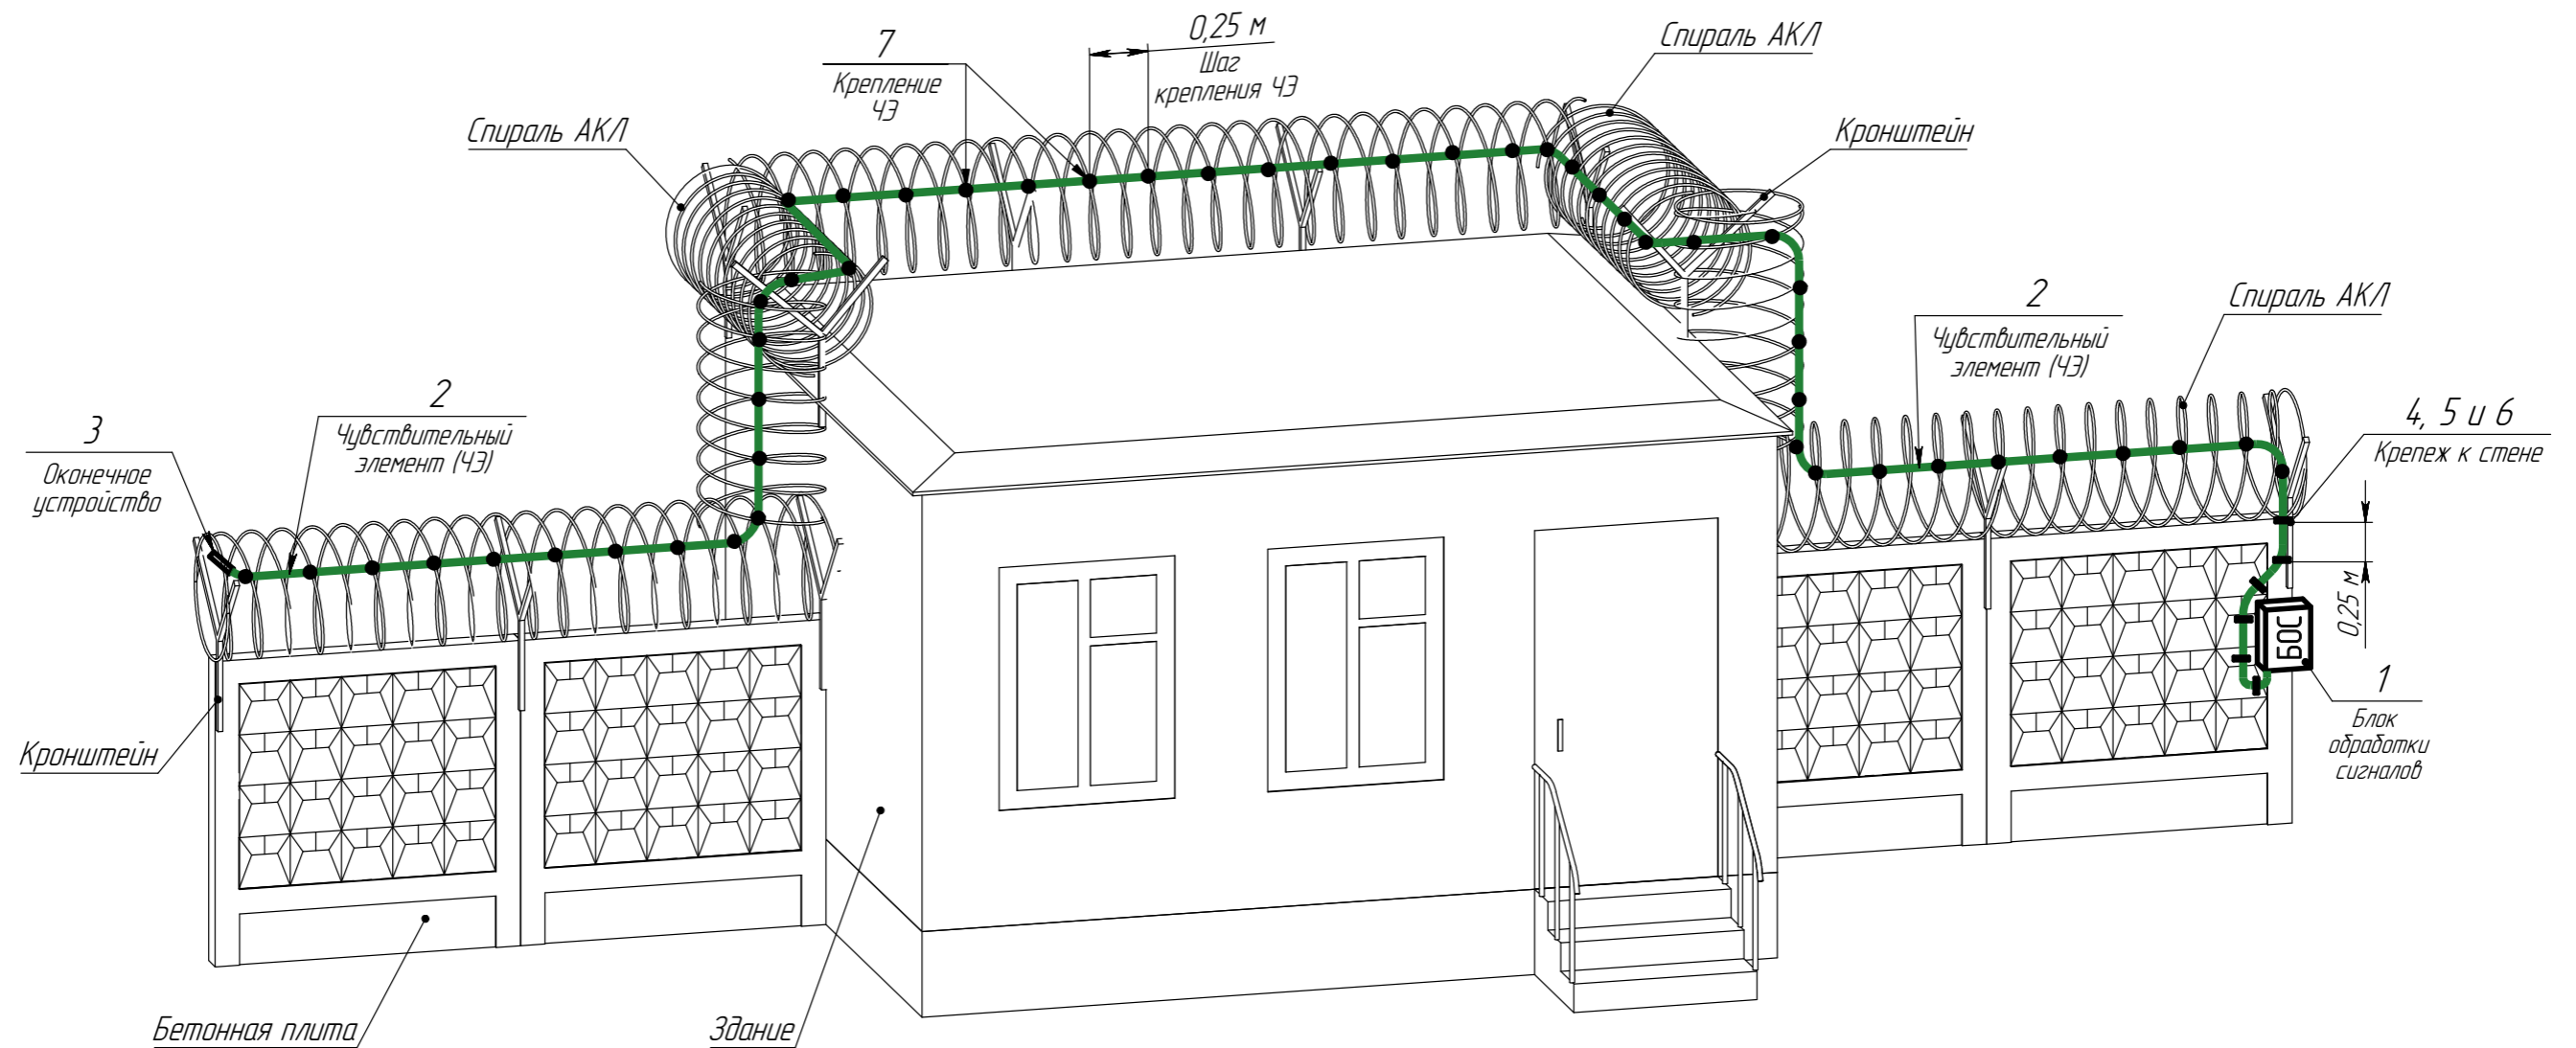 7
Крепление
ЧЭ
0,25 м
Шаг
крепления ЧЭ
Спираль АКЛ
Спираль АКЛ
Кронштейн
2
Чувствительный
элемент (ЧЭ)
Спираль АКЛ
3
Оконечное
устройство
2
Чувствительный
элемент (ЧЭ)
4, 5 и 6
Крепеж к стене
0,25 м
БОС
1
Блок
обработки
сигналов
Кронштейн
Бетонная плита
Здание